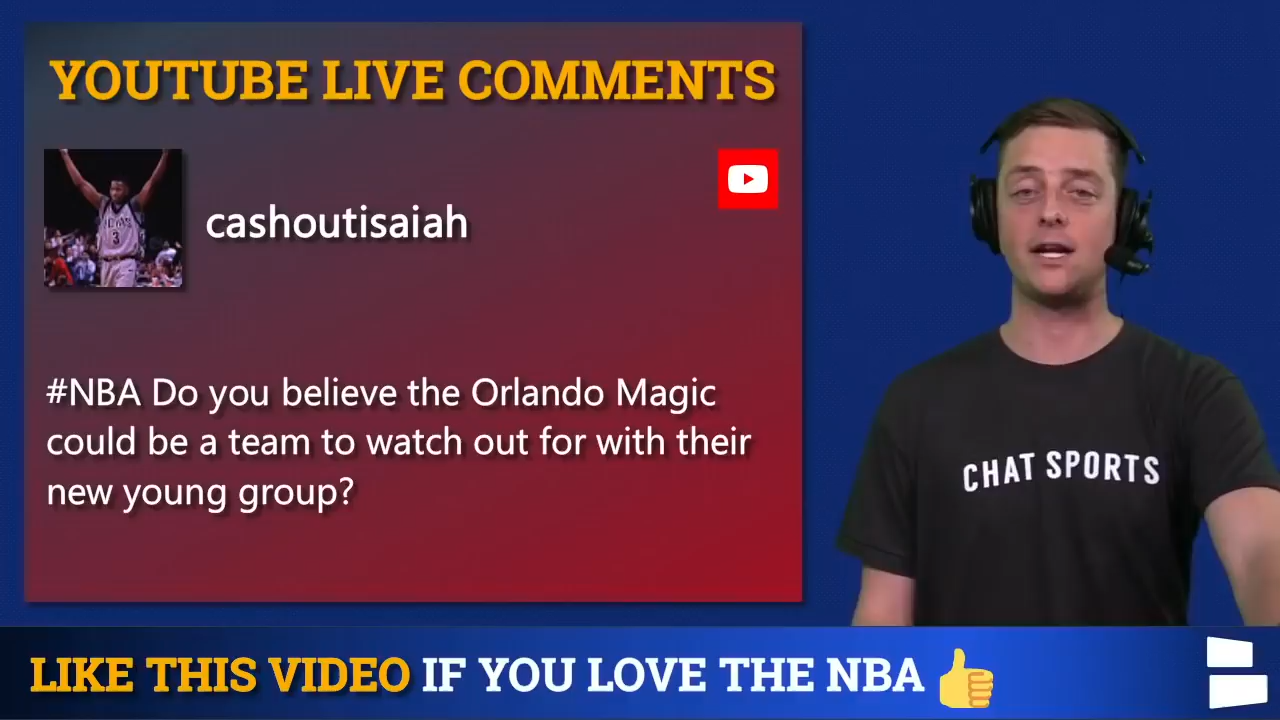 YOUTUBE LIVE COMMENTS
cashoutisaiah
3
#NBA Do you believe the Orlando Magic
could be a team to watch out for with their
new young group?
CHAT SPORTS
LIKE THIS VIDEO IF YOU LOVE THE NBA